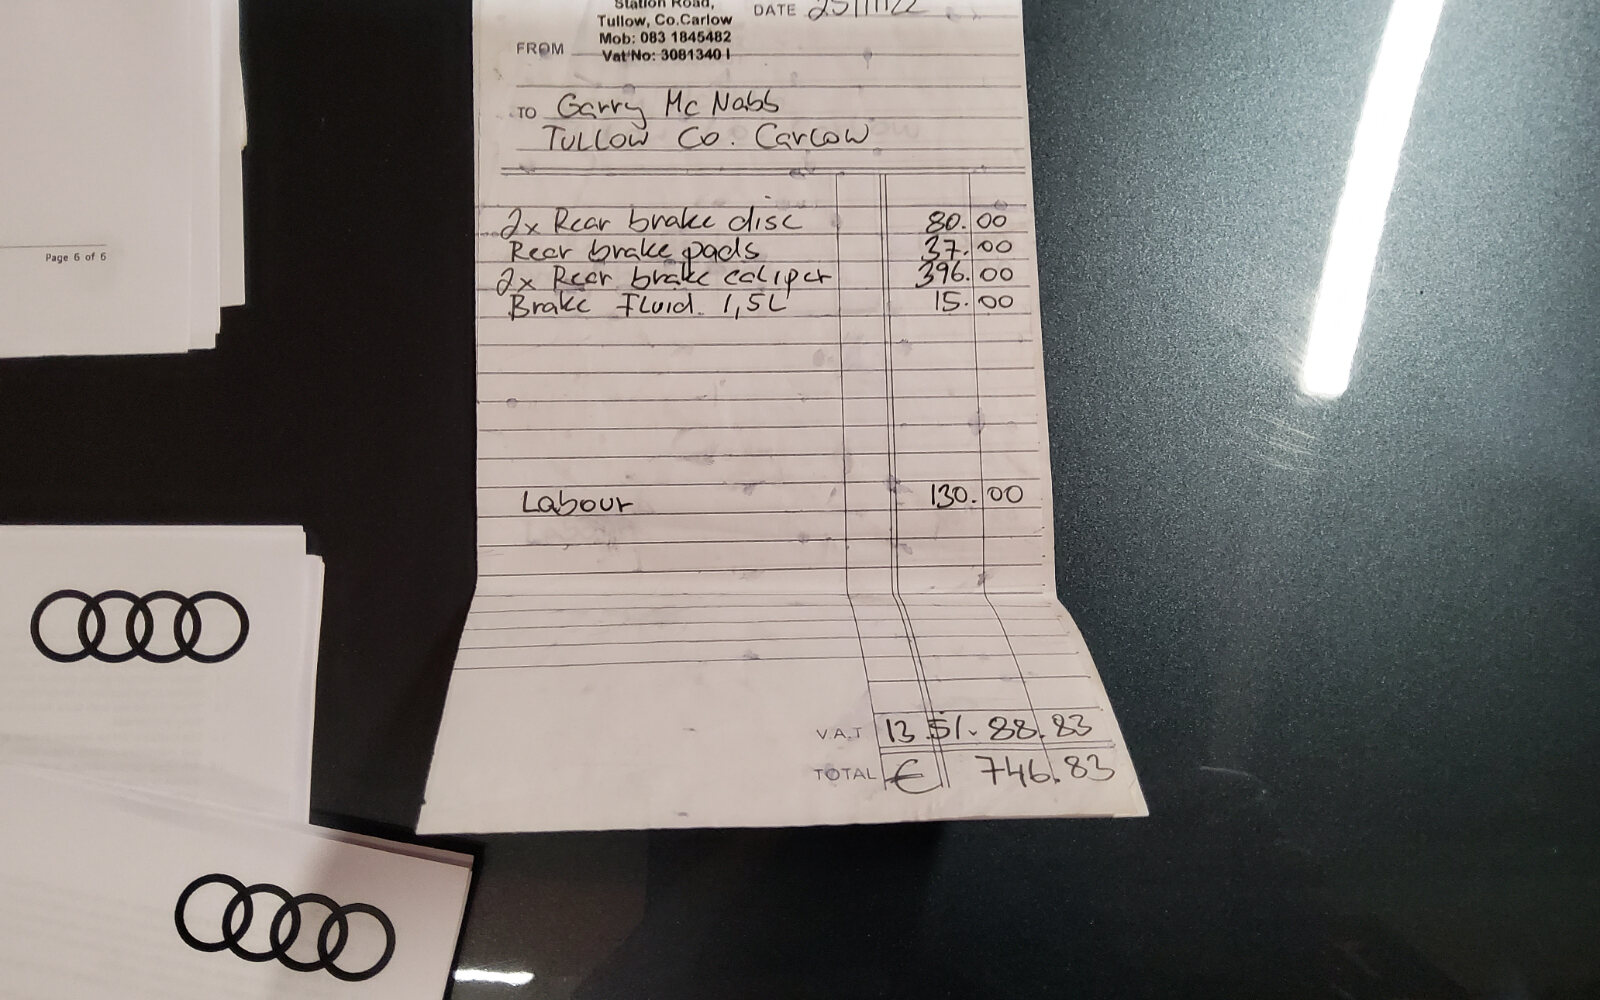 Station Road,
Tullow, Co.Carlow
Mob: 083 1845482
Vat No: 3081340 I
DATE 25/11/22
FROM
TO Garry Mc Nabb
Tullow Co. Carlow
2x Rear brake disc 80.00
Rear brake pads 37.00
2x Rear brake caliper 396.00
Brake Fluid 1,5L 15.00
Labour 130.00
V.A.T 13.5%. 88.83
TOTAL € 746.83
Page 6 of 6